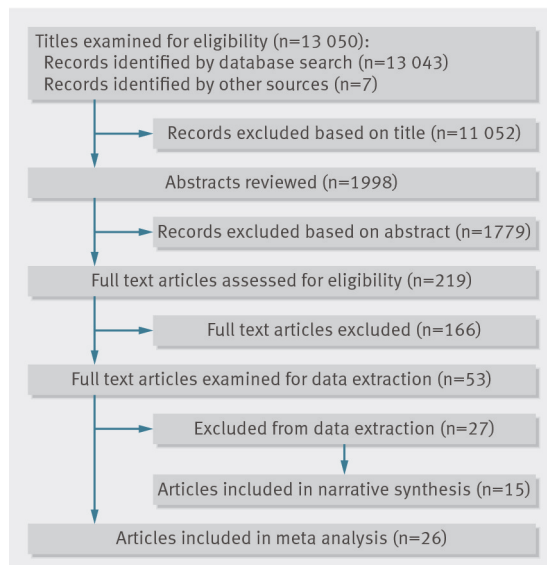 Titles examined for eligibility (n=13 050):
Records identified by database search (n=13 043)
Records identified by other sources (n=7)
Records excluded based on title (n=11 052)
Abstracts reviewed (n=1998)
Records excluded based on abstract (n=1779)
Full text articles assessed for eligibility (n=219)
Full text articles excluded (n=166)
Full text articles examined for data extraction (n=53)
Excluded from data extraction (n=27)
Articles included in narrative synthesis (n=15)
Articles included in meta analysis (n=26)